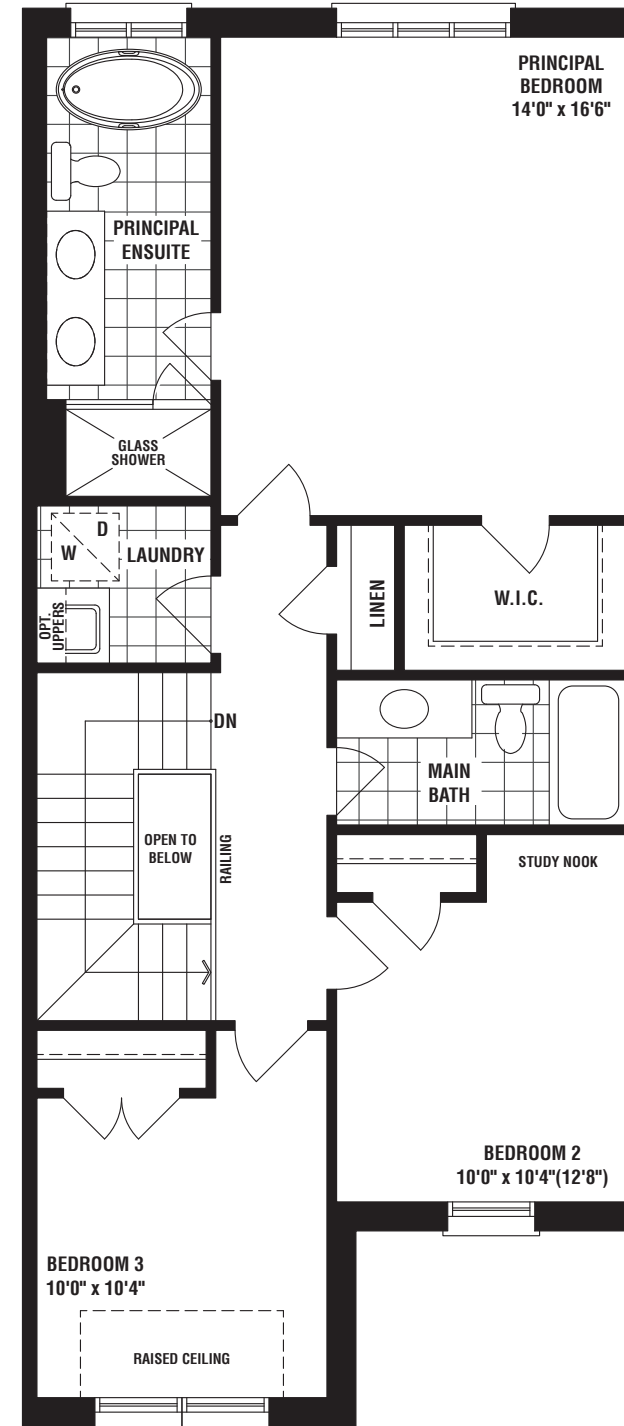 PRINCIPAL
BEDROOM
14'0" x 16'6"
PRINCIPAL
ENSUITE
GLASS
SHOWER
D
W
LAUNDRY
OPT.
UPPERS
LINEN
W.I.C.
DN
MAIN
BATH
OPEN TO
BELOW
RAILING
STUDY NOOK
BEDROOM 2
10'0" x 10'4"(12'8")
BEDROOM 3
10'0" x 10'4"
RAISED CEILING